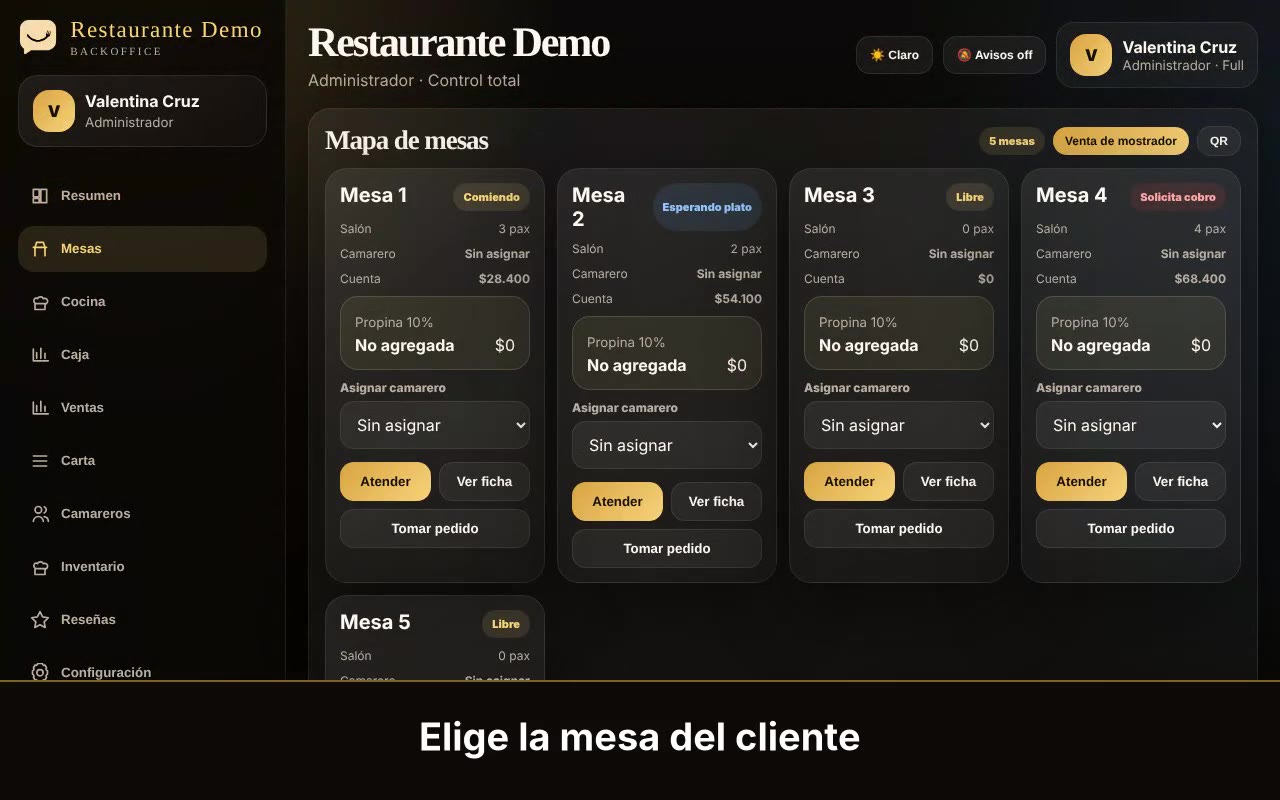 Restaurante Demo
BACKOFFICE
V
Valentina Cruz
Administrador
Resumen
Mesas
Cocina
Caja
Ventas
Carta
Camareros
Inventario
Reseñas
Configuración
Restaurante Demo
Administrador · Control total
☀️ Claro
🔕 Avisos off
V
Valentina Cruz
Administrador · Full
Mapa de mesas
5 mesas
Venta de mostrador
QR
Mesa 1
Comiendo
Salón 3 pax
Camarero Sin asignar
Cuenta $28.400
Propina 10%
No agregada $0
Asignar camarero
Sin asignar
Atender
Ver ficha
Tomar pedido
Mesa
2
Esperando plato
Salón 2 pax
Camarero Sin asignar
Cuenta $54.100
Propina 10%
No agregada $0
Asignar camarero
Sin asignar
Atender
Ver ficha
Tomar pedido
Mesa 3
Libre
Salón 0 pax
Camarero Sin asignar
Cuenta $0
Propina 10%
No agregada $0
Asignar camarero
Sin asignar
Atender
Ver ficha
Tomar pedido
Mesa 4
Solicita cobro
Salón 4 pax
Camarero Sin asignar
Cuenta $68.400
Propina 10%
No agregada $0
Asignar camarero
Sin asignar
Atender
Ver ficha
Tomar pedido
Mesa 5
Libre
Salón 0 pax
Camarero Sin asignar
Elige la mesa del cliente